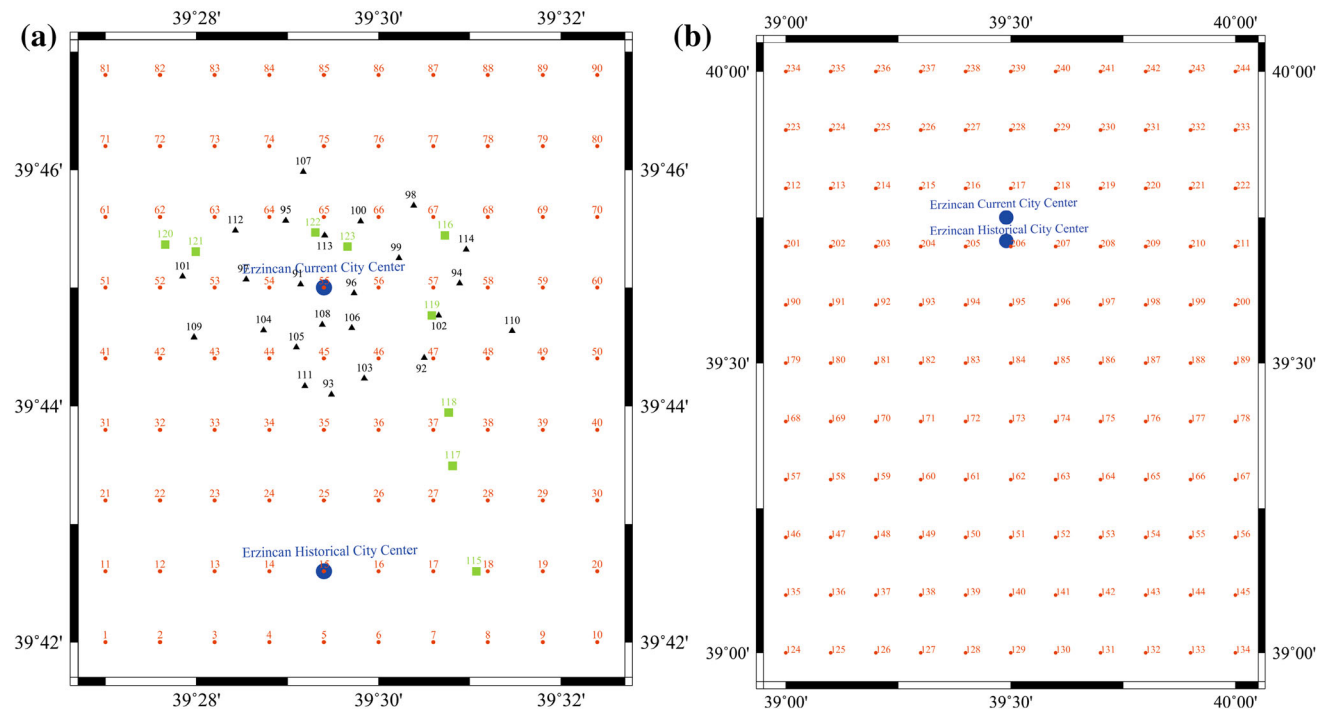 39°28' 39°30' 39°32'
(a)
81 82 83 84 85 86 87 88 89 90
71 72 73 74 75 76 77 78 79 80
39°46' 39°46'
107
98
61 62 63 64 95 65 100 66 67 68 69 70
112 113
120 121 122 123 116
99 114
101 97 91 96 94
Erzincan Current City Center
51 52 53 54 55 56 57 58 59 60
119
109 104 108 106 102 110
105
41 42 43 44 45 46 47 48 49 50
92
111 93 103
39°44' 39°44'
118
31 32 33 34 35 36 37 38 39 40
117
21 22 23 24 25 26 27 28 29 30
Erzincan Historical City Center
11 12 13 14 15 16 17 115 18 19 20
39°42' 39°42'
1 2 3 4 5 6 7 8 9 10
39°28' 39°30' 39°32'
39°00' 39°30' 40°00'
(b)
40°00' 40°00'
234 235 236 237 238 239 240 241 242 243 244
223 224 225 226 227 228 229 230 231 232 233
212 213 214 215 216 217 218 219 220 221 222
Erzincan Current City Center
Erzincan Historical City Center
201 202 203 204 205 206 207 208 209 210 211
190 191 192 193 194 195 196 197 198 199 200
39°30' 39°30'
179 180 181 182 183 184 185 186 187 188 189
168 169 170 171 172 173 174 175 176 177 178
157 158 159 160 161 162 163 164 165 166 167
146 147 148 149 150 151 152 153 154 155 156
135 136 137 138 139 140 141 142 143 144 145
39°00' 39°00'
124 125 126 127 128 129 130 131 132 133 134
39°00' 39°30' 40°00'